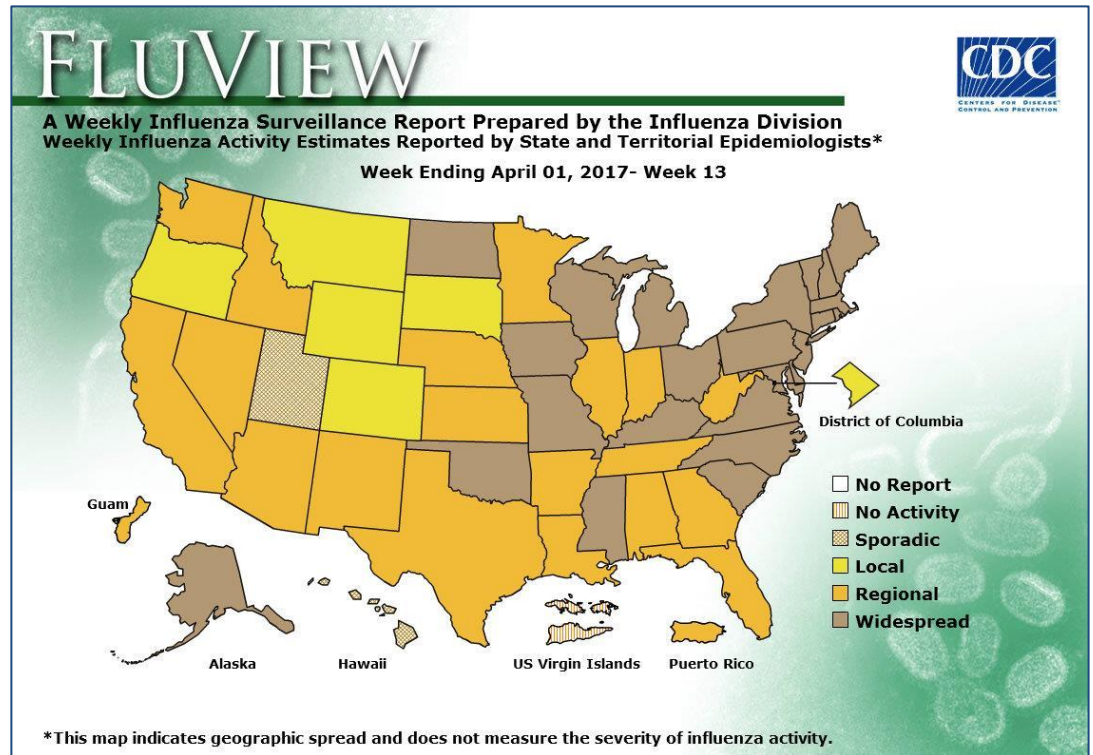 FLUVIEW
CDC
CENTERS FOR DISEASE
CONTROL AND PREVENTION
A Weekly Influenza Surveillance Report Prepared by the Influenza Division
Weekly Influenza Activity Estimates Reported by State and Territorial Epidemiologists*
Week Ending April 01, 2017- Week 13
District of Columbia
Guam
No Report
No Activity
Sporadic
Local
Regional
Widespread
Alaska
Hawaii
US Virgin Islands
Puerto Rico
*This map indicates geographic spread and does not measure the severity of influenza activity.